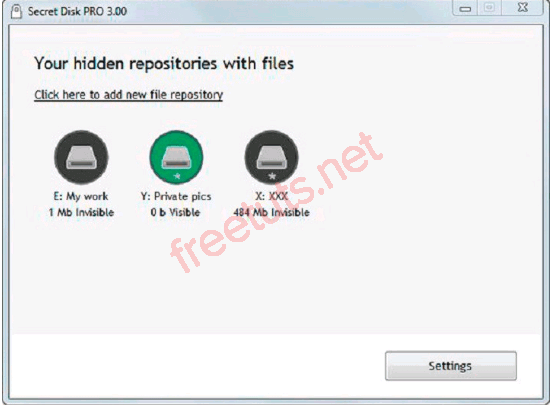 Secret Disk PRO 3.00
Your hidden repositories with files
Click here to add new file repository
E: My work
1 Mb Invisible
Y: Private pics
0 b Visible
X: XXX
484 Mb Invisible
freetuts.net
Settings